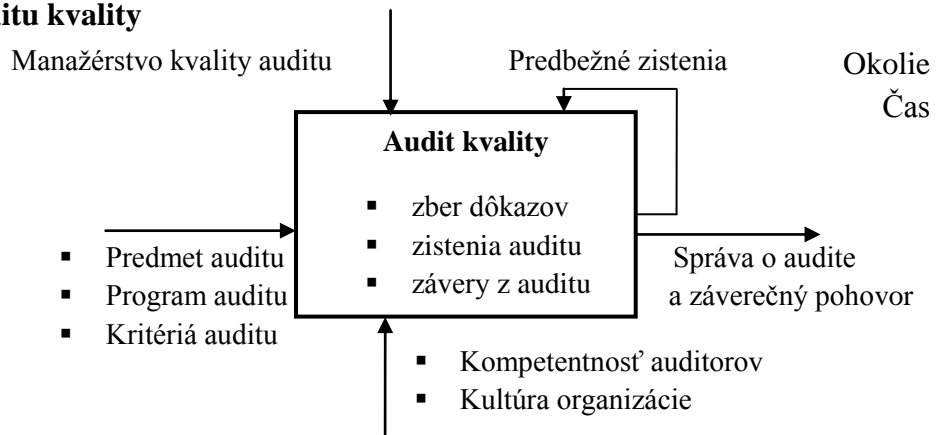 itu kvality
Manažérstvo kvality auditu
Predbežné zistenia
Okolie
Čas
Audit kvality
▪ zber dôkazov
▪ zistenia auditu
▪ závery z auditu
▪ Predmet auditu
▪ Program auditu
▪ Kritériá auditu
Správa o audite
a záverečný pohovor
▪ Kompetentnosť auditorov
▪ Kultúra organizácie